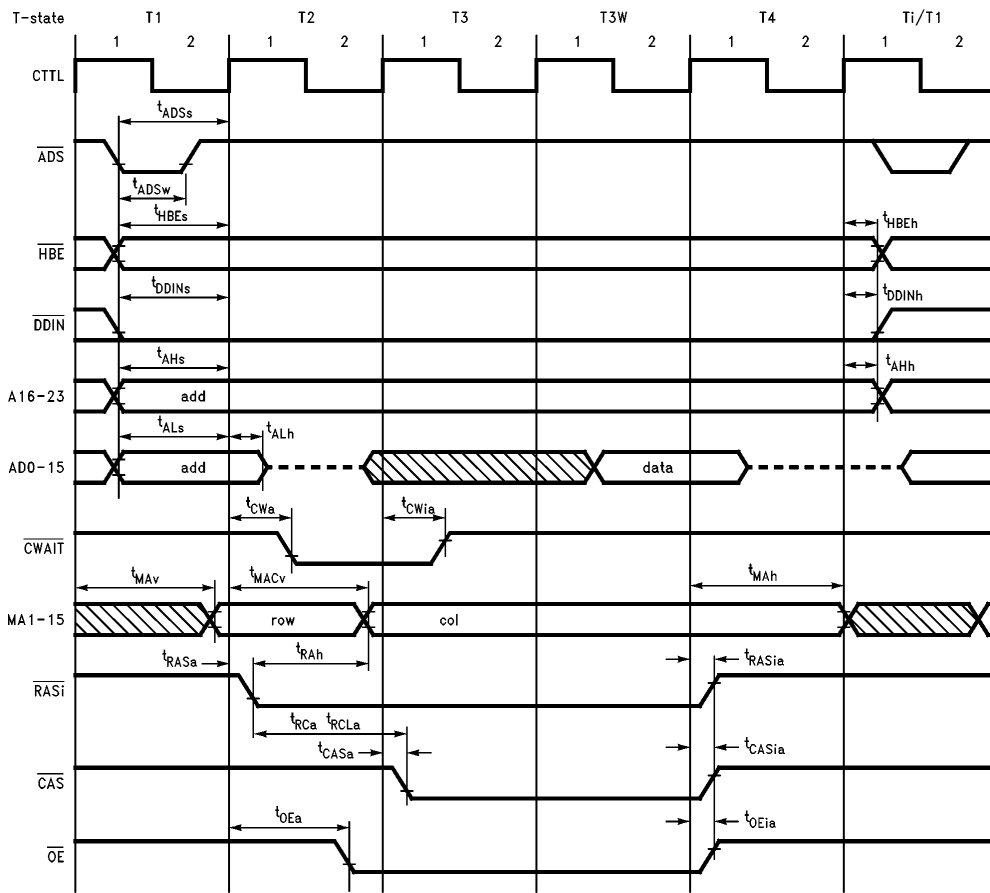 T-state T1 T2 T3 T3W T4 Ti/T1
1 2 1 2 1 2 1 2 1 2 1 2
CTTL
tADSs
ADS
tADSw
tHBEs tHBEh
HBE
tDDINs tDDINh
DDIN
tAHs tAHh
A16-23 add
tALs tALh
AD0-15 add data
tCWa tCWia
CWAIT
tMAv tMACv tMAh
MA1-15 row col
tRASa tRAh tRASia
RASi
tRCa tRCLa
tCASa tCASia
CAS
tOEa tOEia
OE